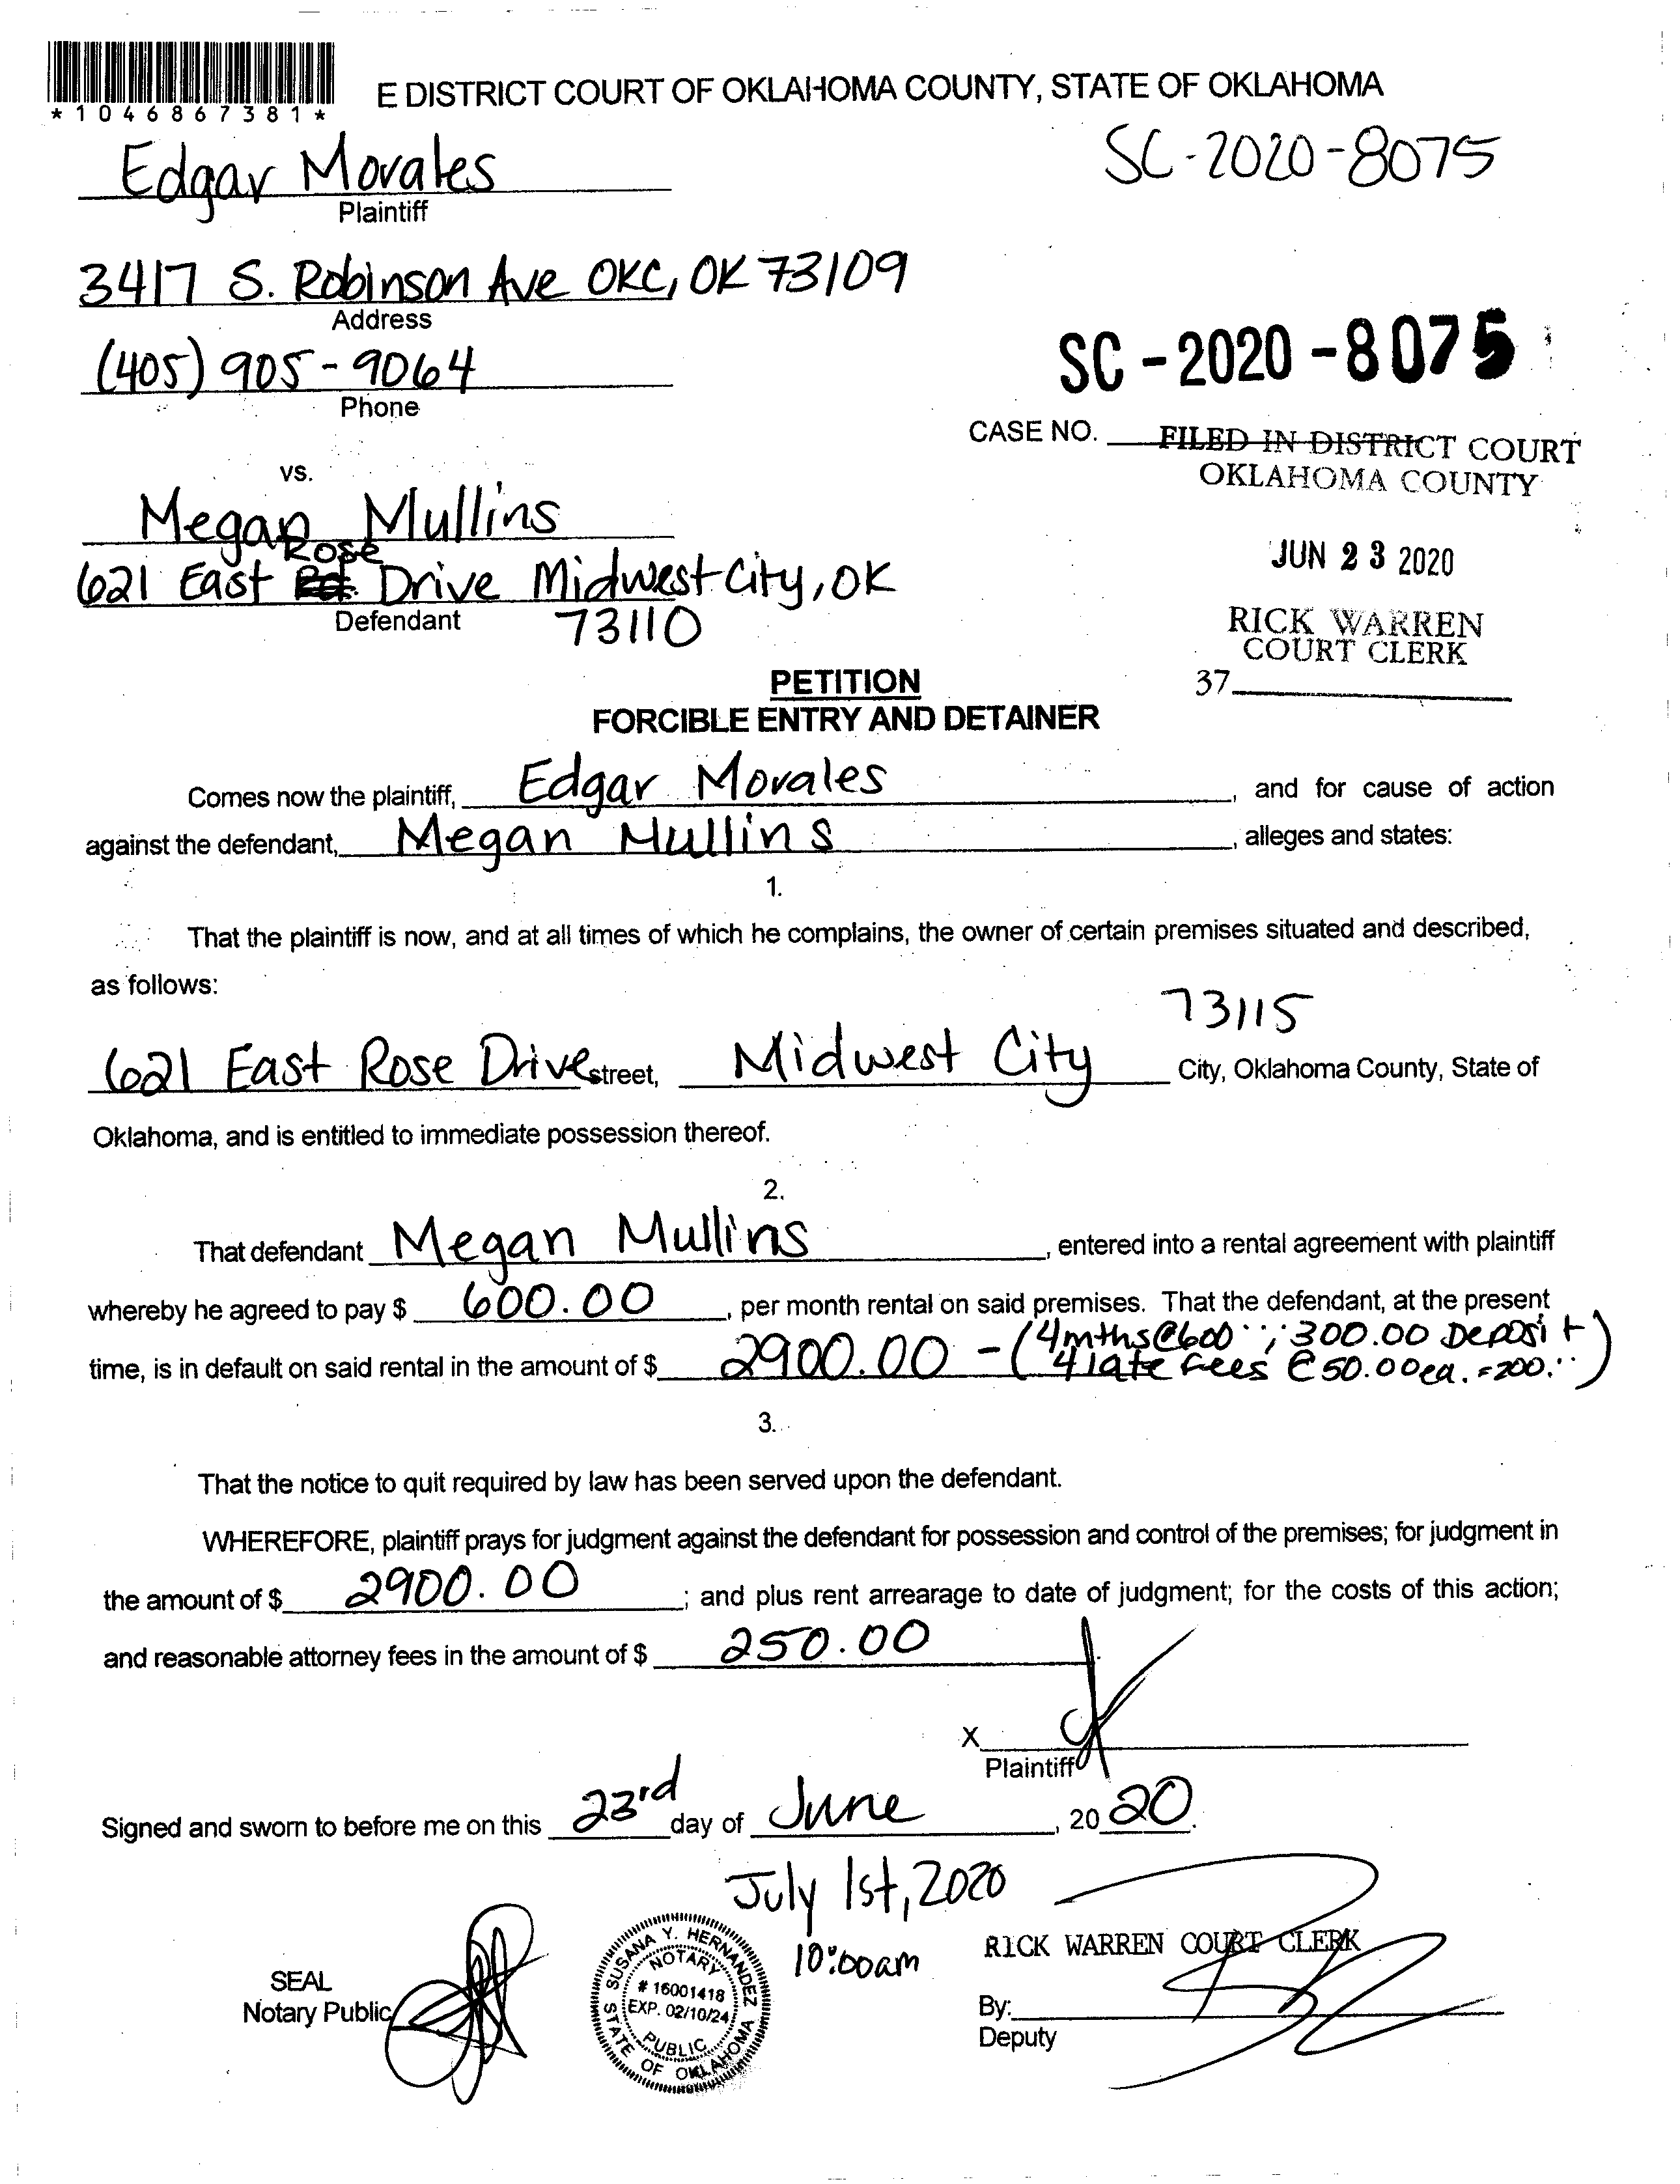 *1046867381*
E DISTRICT COURT OF OKLAHOMA COUNTY, STATE OF OKLAHOMA
Edgar Morales
Plaintiff
SC-2020-8075
3417 S. Robinson Ave OKC, OK 73109
Address
(405) 905-9064
Phone
SC-2020-8075
CASE NO. FILED IN DISTRICT COURT
OKLAHOMA COUNTY
vs.
Megan Mullins
JUN 23 2020
Rose
621 East Drive Midwest City, OK
Defendant 73110
RICK WARREN
COURT CLERK
37
PETITION
FORCIBLE ENTRY AND DETAINER
Comes now the plaintiff, Edgar Morales, and for cause of action
against the defendant, Megan Mullins, alleges and states:
1.
That the plaintiff is now, and at all times of which he complains, the owner of certain premises situated and described,
as follows:
73115
621 East Rose Drive street, Midwest City City, Oklahoma County, State of
Oklahoma, and is entitled to immediate possession thereof.
2.
That defendant Megan Mullins, entered into a rental agreement with plaintiff
whereby he agreed to pay $ 600.00, per month rental on said premises. That the defendant, at the present
time, is in default on said rental in the amount of $ 2900.00 - (4mths@600; 300.00 Deposit
4 late fees @ 50.00 ea. = 200.)
3.
That the notice to quit required by law has been served upon the defendant.
WHEREFORE, plaintiff prays for judgment against the defendant for possession and control of the premises; for judgment in
the amount of $ 2900.00; and plus rent arrearage to date of judgment; for the costs of this action;
and reasonable attorney fees in the amount of $ 250.00
X
Plaintiff
Signed and sworn to before me on this 23rd day of June, 2020.
July 1st, 2020
10:00am
RICK WARREN COURT CLERK
SEAL
Notary Public
SUSANA Y. HERNANDEZ
NOTARY
# 16001418
EXP. 02/10/24
PUBLIC
STATE OF OKLAHOMA
By:
Deputy